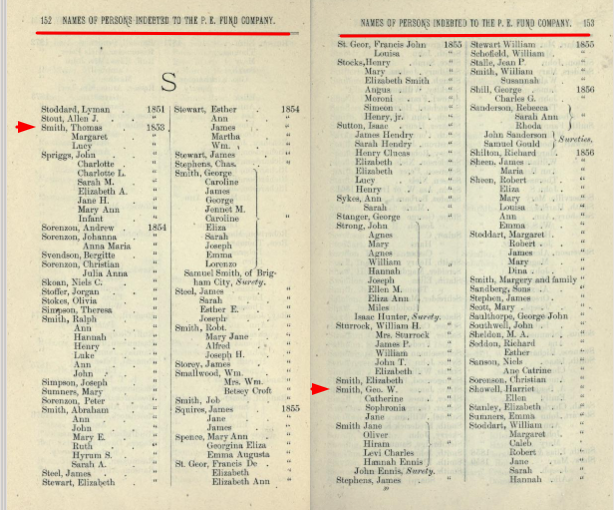 152 NAMES OF PERSONS INDEBTED TO THE P. E. FUND COMPANY.
S
Stoddard, Lyman . 1851
Stout, Allen J. . "
Smith, Thomas . 1853
Margaret . "
Lucy . "
Spriggs, John . "
Charlotte . "
Charlotte L. . "
Sarah M. . "
Elizabeth A. . "
Jane H. . "
Mary Ann . "
Infant . "
Sorenzon, Andrew . 1854
Sorenzon, Johanna . "
Anna Maria . "
Svendson, Bergitte . "
Sorenzon, Christian . "
Julia Anna . "
Skoan, Niels C. . "
Stoffer, Jorgan . "
Stokes, Olivia . "
Simpson, Theresa . "
Smith, Ralph . "
Ann . "
Hannah . "
Henry . "
Luke . "
Ann . "
John . "
Simpson, Joseph . "
Sumners, Mary . "
Sorenzon, Peter . "
Smith, Abraham . "
Ann . "
John . "
Mary E. . "
Ruth . "
Hyrum S. . "
Sarah A. . "
Steel, James . "
Stewart, Elizabeth . "
Stewart, Esther . 1854
Ann . "
James . "
Martha . "
Wm. . "
Stewart, James . "
Stephens, Chas. . "
Smith, George
Caroline
James
George
Jennet M.
Caroline "
Eliza
Sarah
Joseph
Emma
Lorenzo
Samuel Smith, of Brig-
ham City, Surety.
Steel, James . "
Sarah . "
Esther E. . "
Joseph . "
Smith, Robt. . "
Mary Jane . "
Alfred . "
Joseph H. . "
Storey, James . "
Smallwood, Wm. . "
Mrs. Wm. . "
Betsey Croft . "
Smith, Job . "
Squires, James . 1855
Jane . "
James . "
Spence, Mary Ann . "
Georgina Eliza "
Emma Augusta "
St. Geor, Francis De . "
Elizabeth . "
Elizabeth Ann . "
NAMES OF PERSONS INDEBTED TO THE P. E. FUND COMPANY. 153
St. Geor, Francis John 1855
Louisa . "
Stocks, Henry . "
Mary . "
Elizabeth Smith "
Angus . "
Moroni . "
Simeon . "
Henry, jr. . "
Sutton, Isaac . "
James Hendry . "
Sarah Hendry . "
Henry Clucas . "
Elizabeth . "
Elizabeth . "
Lucy . "
Henry . "
Sykes, Ann . "
Sarah . "
Stanger, George . "
Strong, John
Agnes
Mary
Agnes
William "
Hannah
Joseph
Ellen M.
Eliza Ann
Miles
Isaac Hunter, Surety.
Sturrock, William H. . "
Mrs. Sturrock . "
James P. . "
William . "
John T. . "
Elizabeth . "
Smith, Elizabeth . "
Smith, Geo. W. . "
Catherine . "
Sophronia . "
Jane . "
Smith Jane
Oliver
Hiram "
Levi Charles
Hannah Ennis
John Ennis, Surety.
Stephens, James . "
Stewart William . 1855
Schofield, William . "
Stalle, Jean P. . "
Smith, William . "
Susannah . "
Shill, George . 1856
Charles G. . "
Sanderson, Rebecca
Sarah Ann "
Rhoda
John Sanderson
Samuel Gould Sureties.
Shilton, Richard . 1856
Sheen, James . "
Maria . "
Sheen, Robert . "
Eliza . "
Mary . "
Louisa . "
Ann . "
Emma . "
Stoddart, Margaret . "
Robert . "
James . "
Mary . "
Dina . "
Smith, Margery and family "
Sandberg, Sons . "
Stephen, James . "
Scott, Mary . "
Saulthorpe, George John "
Southwell, John . "
Sheldon, M. A. . "
Seddon, Richard . "
Esther . "
Sanson, Niels . "
Ane Catrine . "
Sorenson, Christian . "
Shawell, Harriet . "
Ellen . "
Stanley, Elizabeth . "
Sumners, Emma . "
Stoddart, William . "
Margaret . "
Caleb . "
Robert . "
Jane . "
Sarah . "
Hannah . "